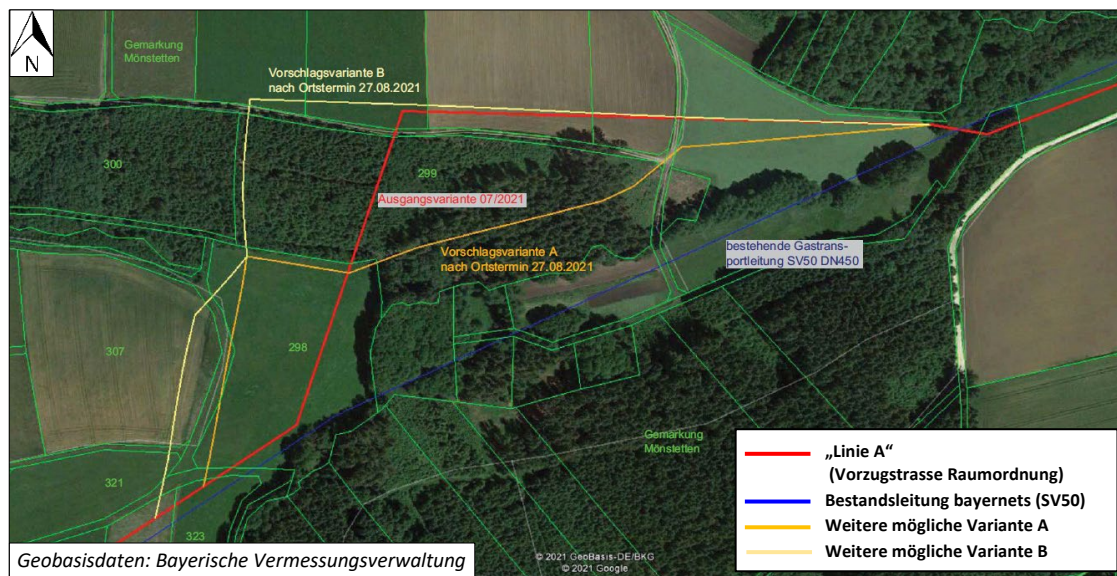 Gemarkung
Mönstetten
N
Vorschlagsvariante B
nach Ortstermin 27.08.2021
300
299
Ausgangsvariante 07/2021
Vorschlagsvariante A
nach Ortstermin 27.08.2021
bestehende Gastrans-
portleitung SV50 DN450
307
298
Gemarkung
Mönstetten
321
323
„Linie A“
(Vorzugstrasse Raumordnung)
Bestandsleitung bayernets (SV50)
Weitere mögliche Variante A
Weitere mögliche Variante B
Geobasisdaten: Bayerische Vermessungsverwaltung
© 2021 GeoBasis-DE/BKG
© 2021 Google